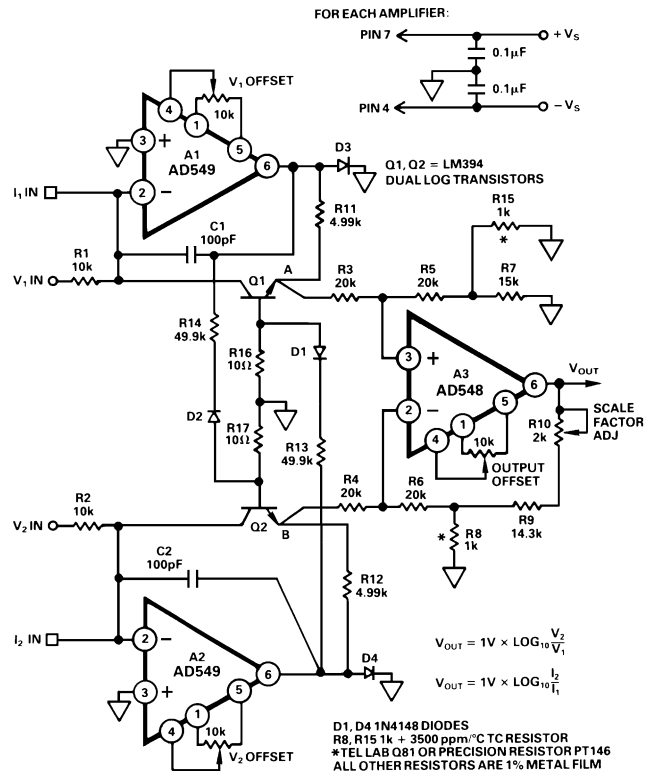 FOR EACH AMPLIFIER:
PIN 7
+ VS
0.1µF
0.1µF
PIN 4
− VS
V1 OFFSET
10k
4
1
5
3
+
A1
AD549
6
2
−
D3
Q1, Q2 = LM394
DUAL LOG TRANSISTORS
I1 IN
R11
4.99k
R15
1k
*
C1
100pF
R1
10k
V1 IN
Q1
A
R3
20k
R5
20k
R7
15k
R14
49.9k
R16
10Ω
D1
3
+
A3
AD548
6
VOUT
2
−
5
1
4
10k
OUTPUT
OFFSET
R10
2k
SCALE
FACTOR
ADJ
D2
R17
10Ω
R13
49.9k
R2
10k
V2 IN
Q2
B
R4
20k
R6
20k
R9
14.3k
*
R8
1k
C2
100pF
R12
4.99k
I2 IN
2
−
A2
AD549
6
3
+
5
1
4
10k
V2 OFFSET
D4
VOUT = 1V × LOG10 V2/V1
VOUT = 1V × LOG10 I2/I1
D1, D4 1N4148 DIODES
R8, R15 1k + 3500 ppm/°C TC RESISTOR
*TEL LAB Q81 OR PRECISION RESISTOR PT146
ALL OTHER RESISTORS ARE 1% METAL FILM